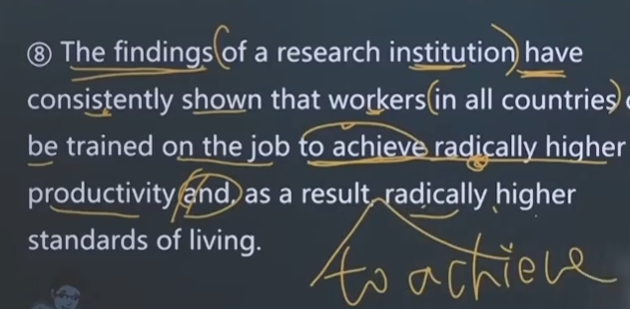 ⑧ The findings of a research institution have
consistently shown that workers in all countries
be trained on the job to achieve radically higher
productivity and, as a result, radically higher
standards of living.
to achieve